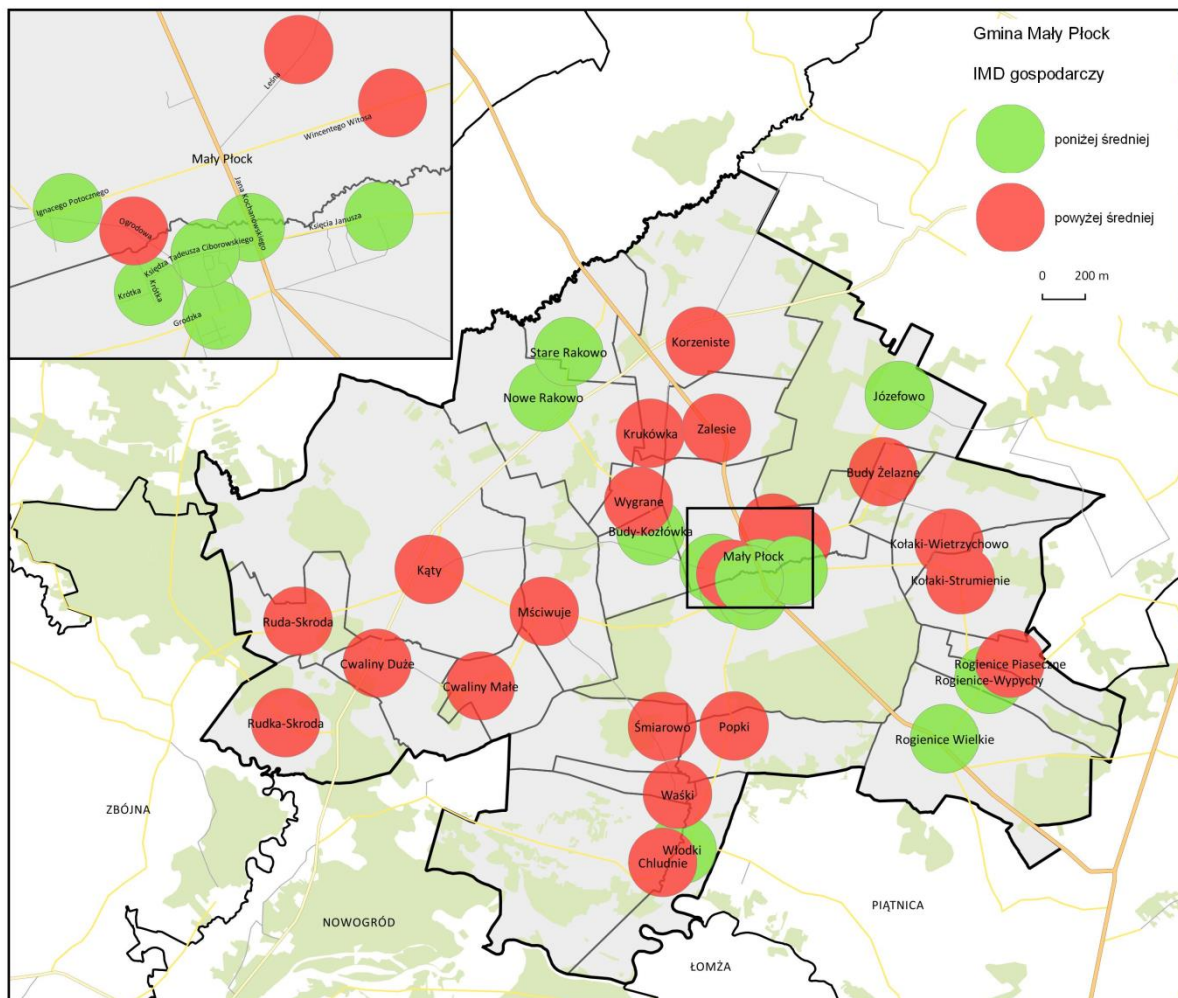 Gmina Mały Płock
IMD gospodarczy
poniżej średniej
powyżej średniej
0 200 m
Leśna
Wincentego Witosa
Mały Płock
Ignacego Potocznego
Jana Kochanowskiego
Ogrodowa
Księcia Janusza
Księdza Tadeusza Ciborowskiego
Krótka
Krótka
Grodzka
Korzeniste
Stare Rakowo
Nowe Rakowo
Józefowo
Krukówka
Zalesie
Budy Żelazne
Wygrane
Budy-Kozłówka
Kołaki-Wietrzychowo
Mały Płock
Kąty
Kołaki-Strumienie
Mściwuje
Ruda-Skroda
Cwaliny Duże
Rogienice Piaseczne
Rogienice-Wypychy
Cwaliny Małe
Rudka-Skroda
Śmiarowo
Popki
Rogienice Wielkie
Waśki
ZBÓJNA
Włodki
Chludnie
PIĄTNICA
NOWOGRÓD
ŁOMŻA